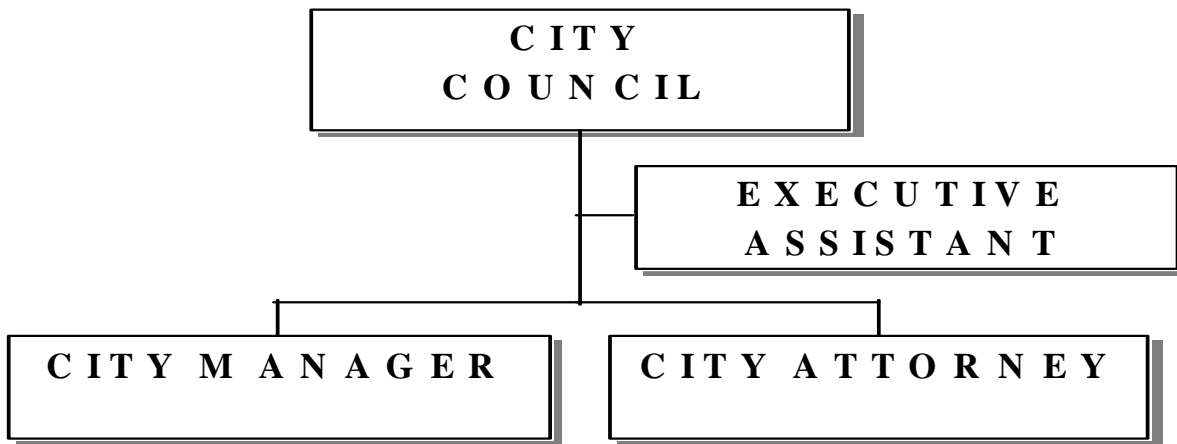 CITY
COUNCIL
EXECUTIVE
ASSISTANT
CITY MANAGER
CITY ATTORNEY